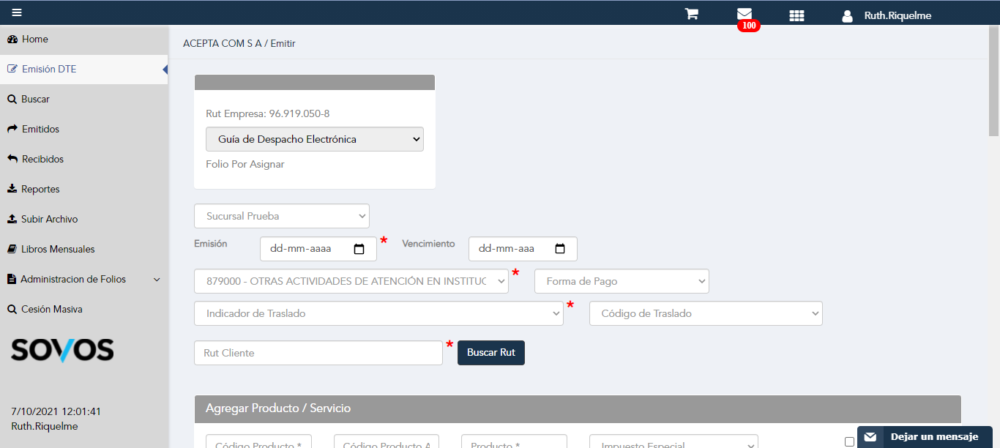 100
Ruth.Riquelme
Home
Emisión DTE
Buscar
Emitidos
Recibidos
Reportes
Subir Archivo
Libros Mensuales
Administracion de Folios
Cesión Masiva
SOVOS
7/10/2021 12:01:41
Ruth.Riquelme
ACEPTA COM S A / Emitir
Rut Empresa: 96.919.050-8
Guía de Despacho Electrónica
Folio Por Asignar
Sucursal Prueba
Emisión dd-mm-aaaa * Vencimiento dd-mm-aaa
879000 - OTRAS ACTIVIDADES DE ATENCIÓN EN INSTITUC * Forma de Pago
Indicador de Traslado * Código de Traslado
Rut Cliente * Buscar Rut
Agregar Producto / Servicio
Código Producto * Código Producto A Producto * Impuesto Especial
Dejar un mensaje